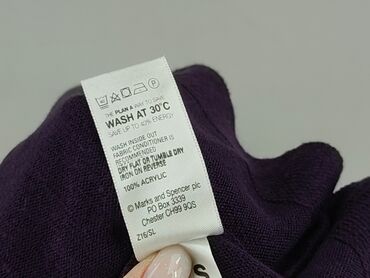 THE PLAN A WAY TO SAVE
WASH AT 30°C
SAVE UP TO 40% ENERGY
WASH INSIDE OUT
FABRIC CONDITIONER IS
RECOMMENDED
DRY FLAT OR TUMBLE DRY
IRON ON REVERSE
100% ACRYLIC
© Marks and Spencer plc
PO Box 3339
Chester CH99 9QS
Z16/SL
S